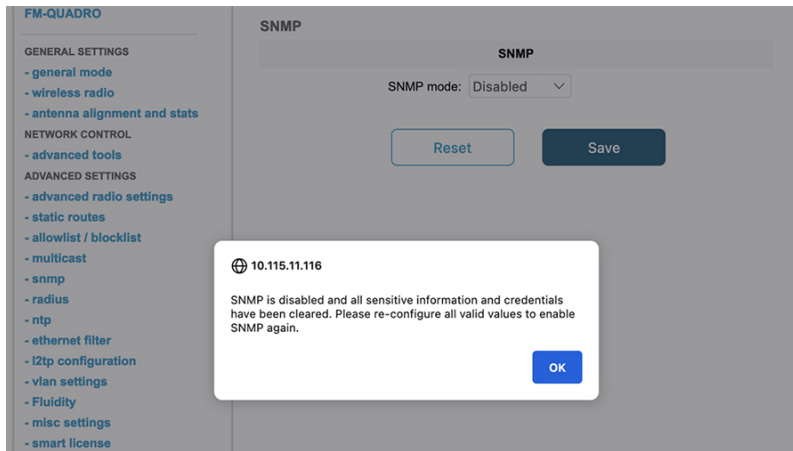 FM-QUADRO
GENERAL SETTINGS
- general mode
- wireless radio
- antenna alignment and stats
NETWORK CONTROL
- advanced tools
ADVANCED SETTINGS
- advanced radio settings
- static routes
- allowlist / blocklist
- multicast
- snmp
- radius
- ntp
- ethernet filter
- l2tp configuration
- vlan settings
- Fluidity
- misc settings
- smart license
SNMP
SNMP
SNMP mode: Disabled
Reset Save
10.115.11.116
SNMP is disabled and all sensitive information and credentials
have been cleared. Please re-configure all valid values to enable
SNMP again.
OK